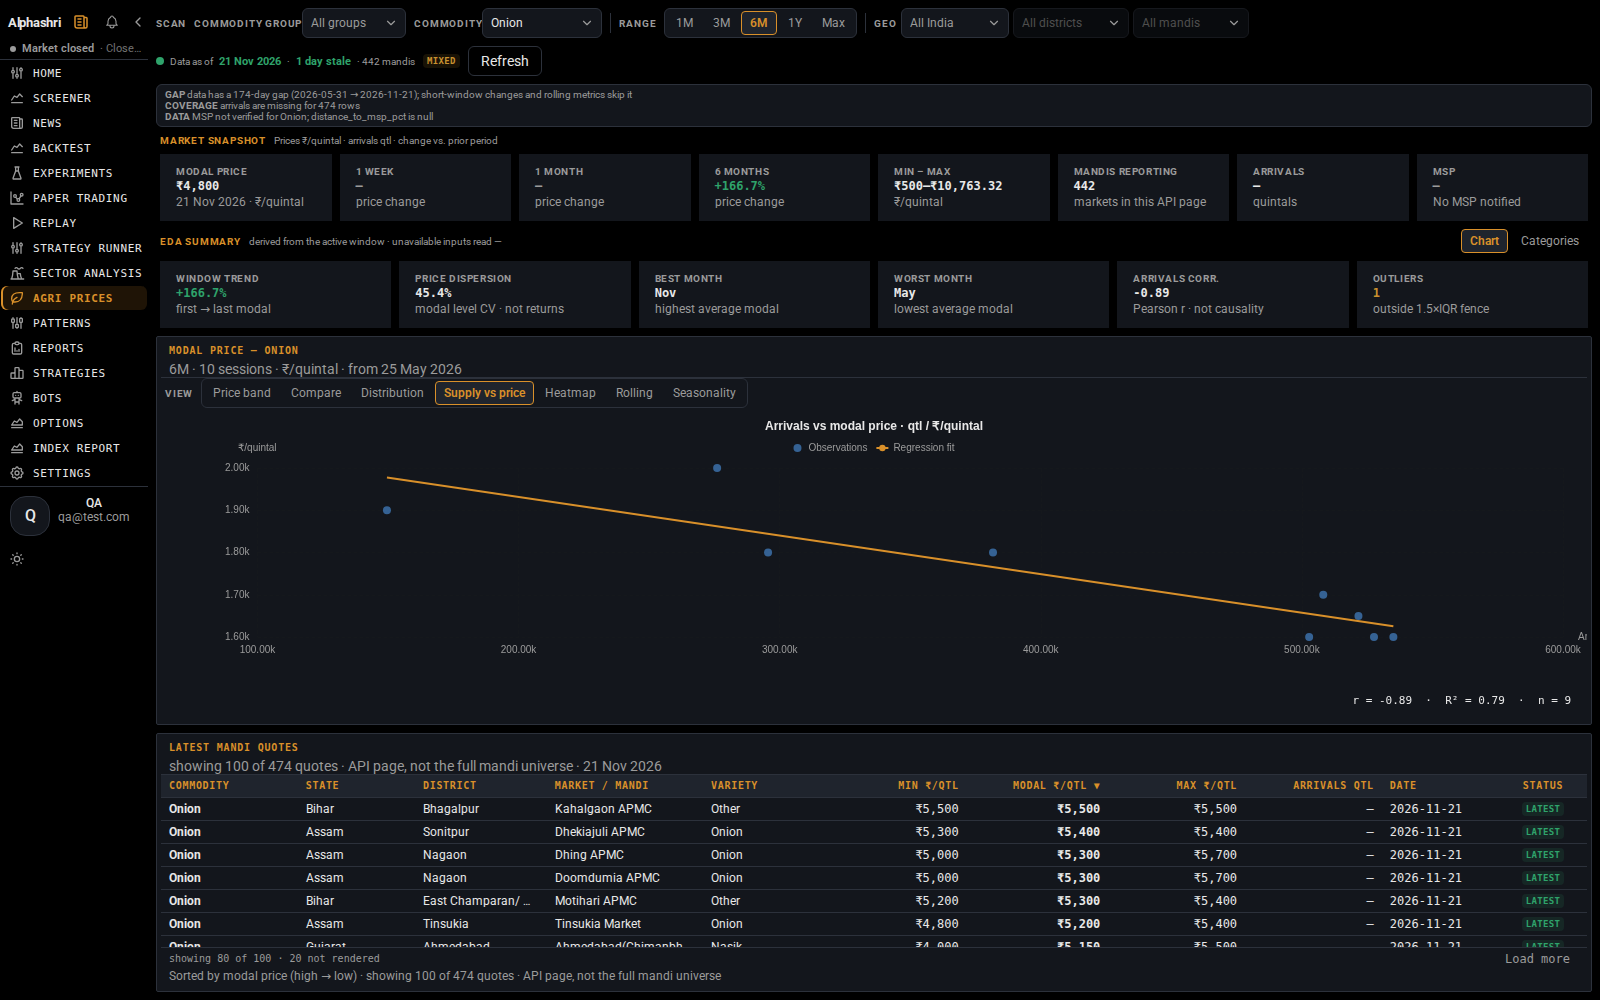 Alphashri
Market closed · Close…
HOME
SCREENER
NEWS
BACKTEST
EXPERIMENTS
PAPER TRADING
REPLAY
STRATEGY RUNNER
SECTOR ANALYSIS
AGRI PRICES
PATTERNS
REPORTS
STRATEGIES
BOTS
OPTIONS
INDEX REPORT
SETTINGS
Q
QA
qa@test.com
SCAN COMMODITY GROUP All groups COMMODITY Onion RANGE 1M 3M 6M 1Y Max GEO All India All districts All mandis
Data as of 21 Nov 2026 · 1 day stale · 442 mandis MIXED Refresh
GAP data has a 174-day gap (2026-05-31 → 2026-11-21); short-window changes and rolling metrics skip it
COVERAGE arrivals are missing for 474 rows
DATA MSP not verified for Onion; distance_to_msp_pct is null
MARKET SNAPSHOT Prices ₹/quintal · arrivals qtl · change vs. prior period
MODAL PRICE 1 WEEK 1 MONTH 6 MONTHS MIN – MAX MANDIS REPORTING ARRIVALS MSP
₹4,800 — — +166.7% ₹500—₹10,763.32 442 — —
21 Nov 2026 · ₹/quintal price change price change price change ₹/quintal markets in this API page quintals No MSP notified
EDA SUMMARY derived from the active window · unavailable inputs read — Chart Categories
WINDOW TREND PRICE DISPERSION BEST MONTH WORST MONTH ARRIVALS CORR. OUTLIERS
+166.7% 45.4% Nov May -0.89 1
first → last modal modal level CV · not returns highest average modal lowest average modal Pearson r · not causality outside 1.5×IQR fence
MODAL PRICE — ONION
6M · 10 sessions · ₹/quintal · from 25 May 2026
VIEW Price band Compare Distribution Supply vs price Heatmap Rolling Seasonality
Arrivals vs modal price · qtl / ₹/quintal
₹/quintal Observations Regression fit
2.00k
1.90k
1.80k
1.70k
1.60k
Ar
100.00k 200.00k 300.00k 400.00k 500.00k 600.00k
r = -0.89 · R² = 0.79 · n = 9
LATEST MANDI QUOTES
showing 100 of 474 quotes · API page, not the full mandi universe · 21 Nov 2026
COMMODITY STATE DISTRICT MARKET / MANDI VARIETY MIN ₹/QTL MODAL ₹/QTL ▼ MAX ₹/QTL ARRIVALS QTL DATE STATUS
Onion Bihar Bhagalpur Kahalgaon APMC Other ₹5,500 ₹5,500 ₹5,500 — 2026-11-21 LATEST
Onion Assam Sonitpur Dhekiajuli APMC Onion ₹5,300 ₹5,400 ₹5,400 — 2026-11-21 LATEST
Onion Assam Nagaon Dhing APMC Onion ₹5,000 ₹5,300 ₹5,700 — 2026-11-21 LATEST
Onion Assam Nagaon Doomdumia APMC Onion ₹5,000 ₹5,300 ₹5,700 — 2026-11-21 LATEST
Onion Bihar East Champaran/ … Motihari APMC Other ₹5,200 ₹5,300 ₹5,400 — 2026-11-21 LATEST
Onion Assam Tinsukia Tinsukia Market Onion ₹4,800 ₹5,200 ₹5,400 — 2026-11-21 LATEST
Onion Gujarat Ahmedabad Ahmedabad(Chimanbh Nasik ₹4,000 ₹5,150 ₹5,500 — 2026-11-21 LATEST
showing 80 of 100 · 20 not rendered Load more
Sorted by modal price (high → low) · showing 100 of 474 quotes · API page, not the full mandi universe